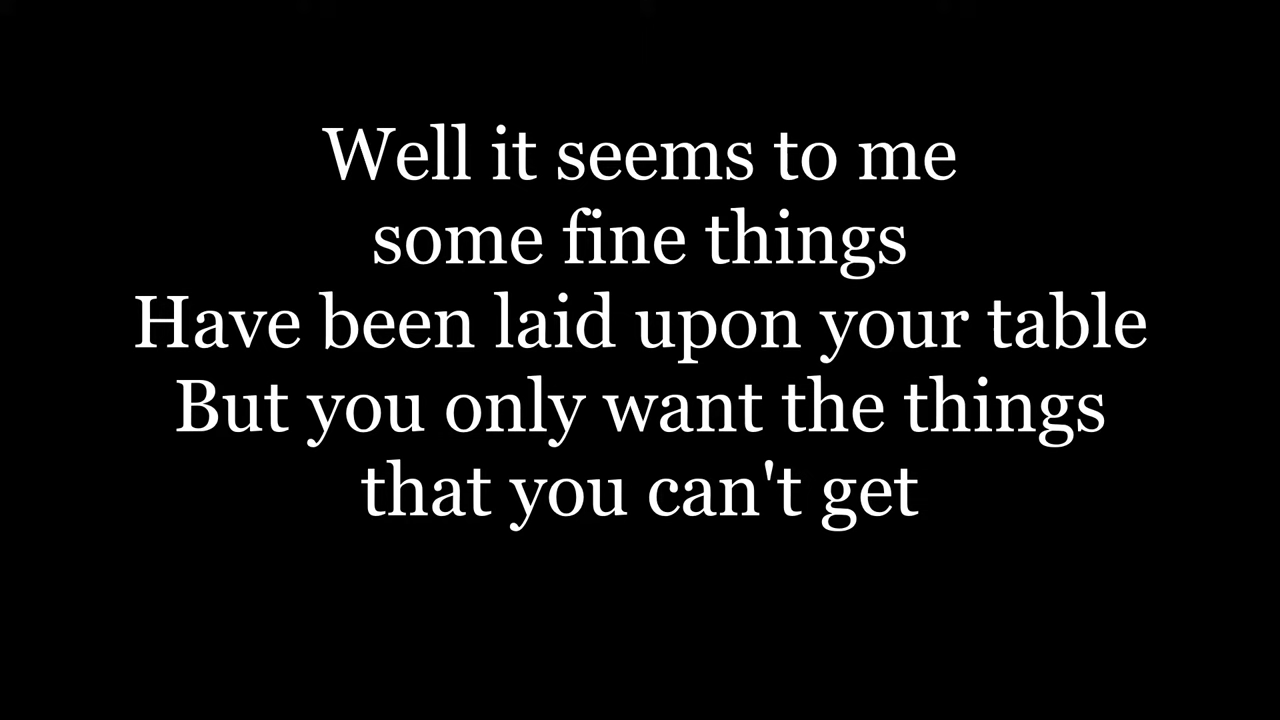 Well it seems to me
some fine things
Have been laid upon your table
But you only want the things
that you can't get